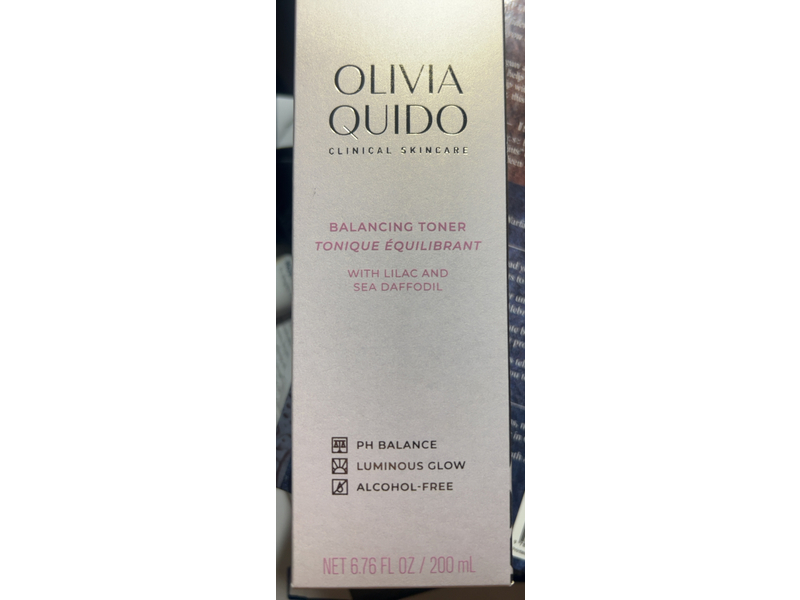 OLIVIA
QUIDO
CLINICAL SKINCARE
BALANCING TONER
TONIQUE ÉQUILIBRANT
WITH LILAC AND
SEA DAFFODIL
PH BALANCE
LUMINOUS GLOW
ALCOHOL-FREE
NET 6.76 FL OZ / 200 mL